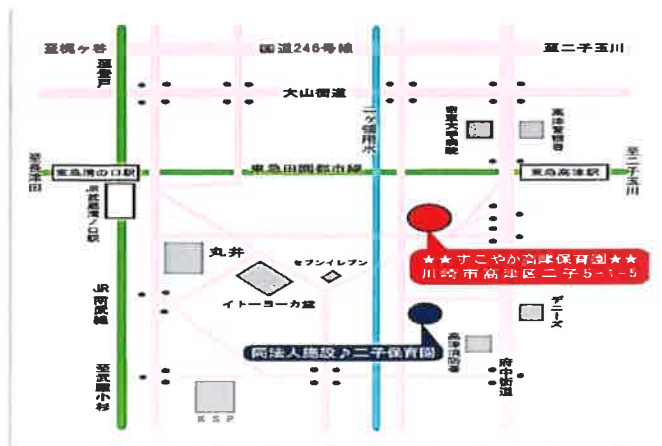 至梶ヶ谷
国道246号線
至二子玉川
至登戸
大山街道
二ヶ領用水
帝京大学病院
高津警察署
至長津田
東急溝の口駅
東急田園都市線
東急高津駅
至二子玉川
JR武蔵溝ノ口駅
丸井
セブンイレブン
イトーヨーカ堂
★★すこやか高津保育園★★
川崎市高津区二子5-1-5
JR南武線
デニーズ
同法人施設♪二子保育園
高津消防署
府中街道
至武蔵小杉
KSP